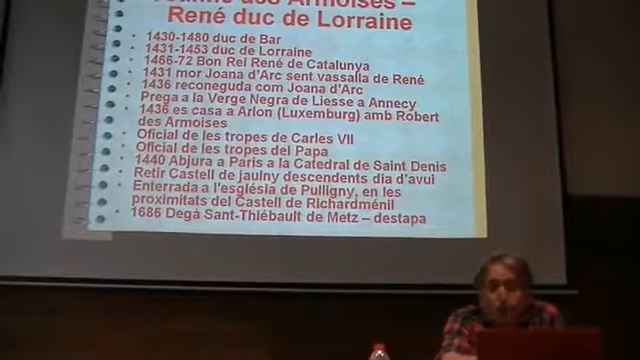 Jeanne des Armoises –
René duc de Lorraine
1430-1480 duc de Bar
1431-1453 duc de Lorraine
1466-72 Bon Rei René de Catalunya
1431 mor Joana d'Arc sent vassalla de René
1436 reconeguda com Joana d'Arc
Prega a la Verge Negra de Liesse a Annecy
1436 es casa a Arlon (Luxemburg) amb Robert
des Armoises
Oficial de les tropes de Carles VII
Oficial de les tropes del Papa
1440 Abjura a Paris a la Catedral de Saint Denis
Retir Castell de jaulny descendents dia d'avui
Enterrada a l'església de Pulligny, en les
proximitats del Castell de Richardménil
1686 Degà Sant-Thiébault de Metz – destapa